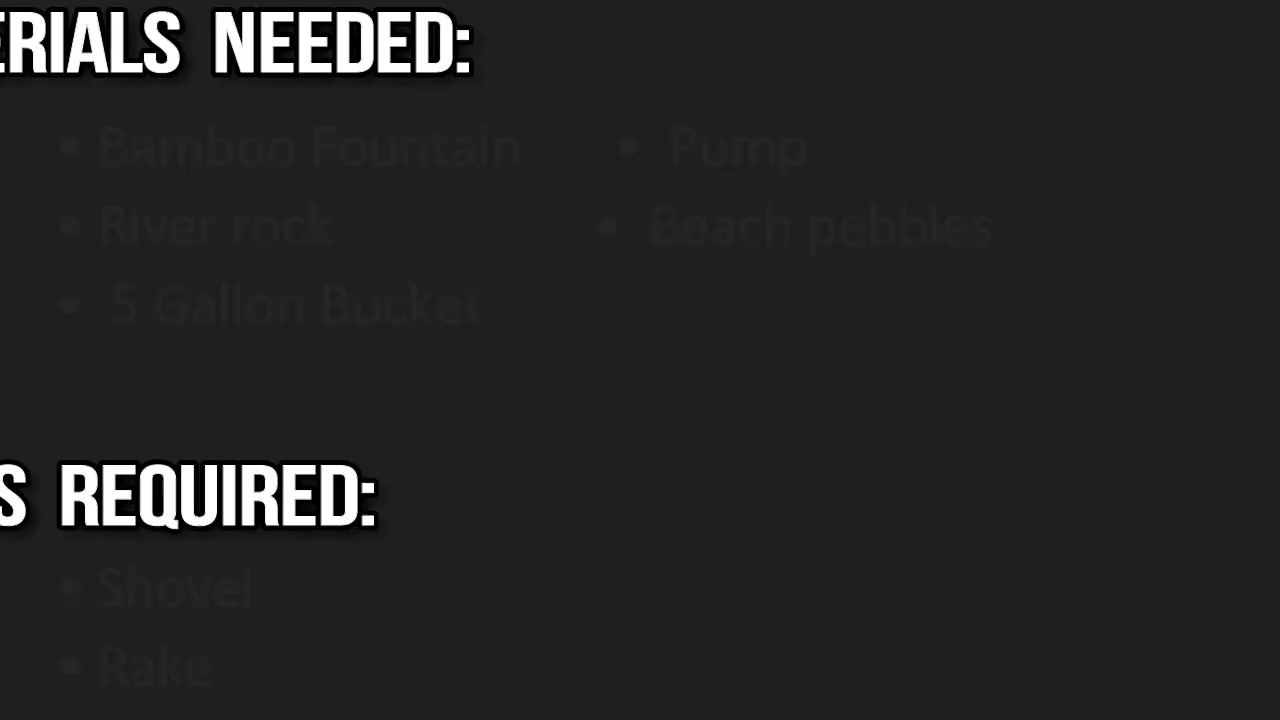 ERIALS NEEDED:
• Bamboo Fountain • Pump
• River rock • Beach pebbles
• 5 Gallon Bucket
S REQUIRED:
• Shovel
• Rake